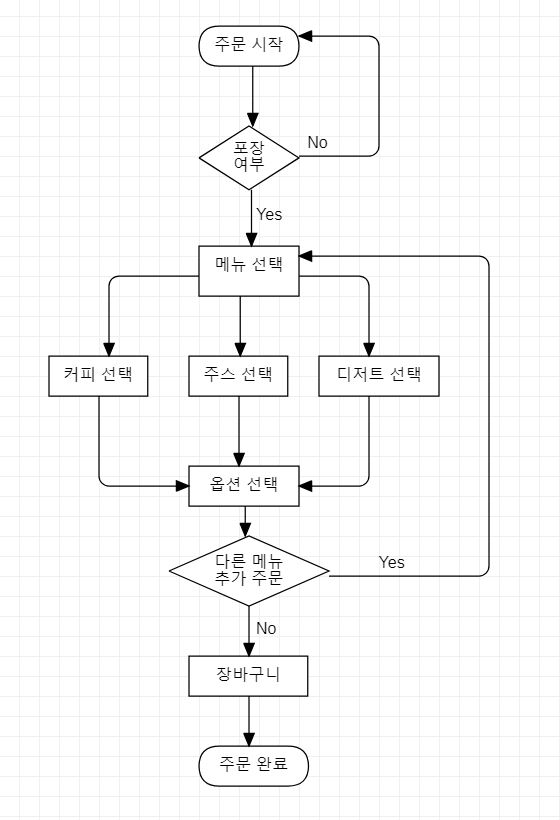 주문 시작
포장
여부
No
Yes
메뉴 선택
커피 선택
주스 선택
디저트 선택
옵션 선택
다른 메뉴
추가 주문
Yes
No
장바구니
주문 완료